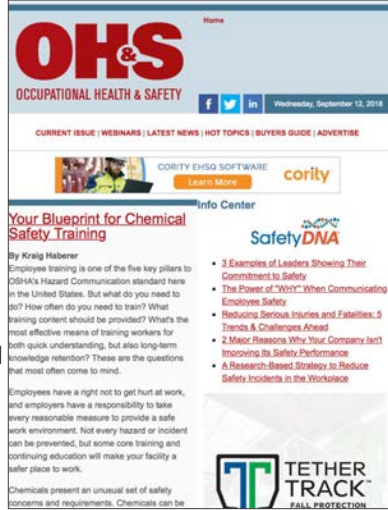 Home
OH&S
OCCUPATIONAL HEALTH & SAFETY
Wednesday, September 12, 2018
CURRENT ISSUE | WEBINARS | LATEST NEWS | HOT TOPICS | BUYERS GUIDE | ADVERTISE
CORITY EHSQ SOFTWARE
Learn More
cority
Your Blueprint for Chemical
Safety Training
By Kraig Haberer
Employee training is one of the five key pillars to
OSHA's Hazard Communication standard here
in the United States. But what do you need to
do? How often do you need to train? What
training content should be provided? What's the
most effective means of training workers for
both quick understanding, but also long-term
knowledge retention? These are the questions
that most often come to mind.
Employees have a right not to get hurt at work,
and employers have a responsibility to take
every reasonable measure to provide a safe
work environment. Not every hazard or incident
can be prevented, but some core training and
continuing education will make your facility a
safer place to work.
Chemicals present an unusual set of safety
concerns and requirements. Chemicals can be
Info Center
SafetyDNA
3 Examples of Leaders Showing Their
Commitment to Safety
The Power of "WHY" When Communicating
Employee Safety
Reducing Serious Injuries and Fatalities: 5
Trends & Challenges Ahead
2 Major Reasons Why Your Company Isn't
Improving Its Safety Performance
A Research-Based Strategy to Reduce
Safety Incidents in the Workplace
TETHER
TRACK
FALL PROTECTION